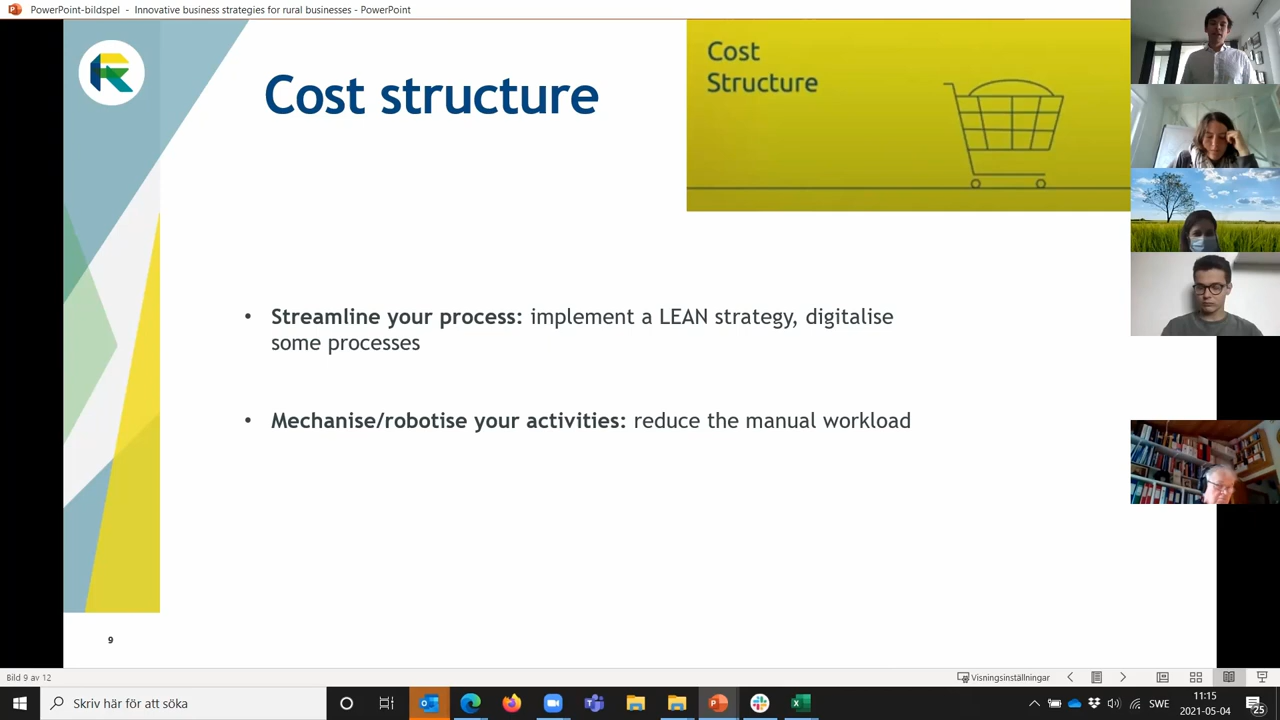 PowerPoint-bildspel - Innovative business strategies for rural businesses - PowerPoint
Cost structure
Cost
Structure
• Streamline your process: implement a LEAN strategy, digitalise
some processes
• Mechanise/robotise your activities: reduce the manual workload
9
Bild 9 av 12
Visningsinställningar
Skriv här för att söka
SWE
11:15
2021-05-04
25